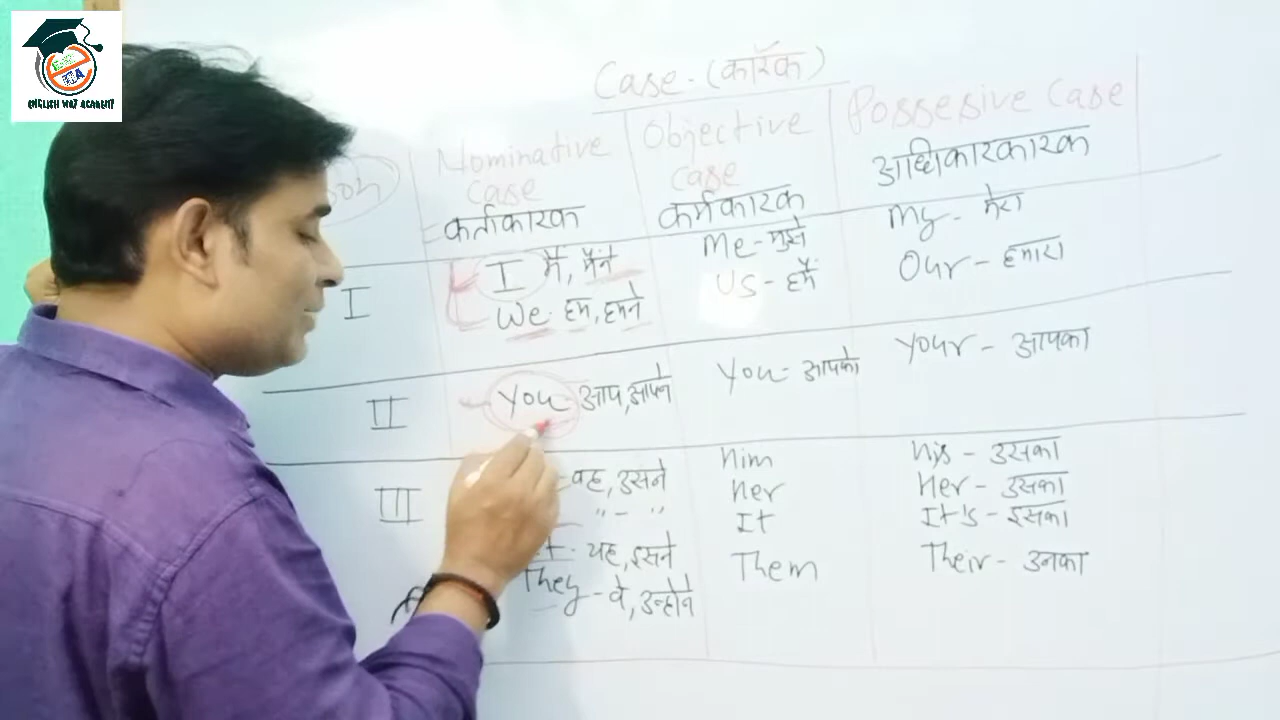 ENGLISH WAY ACADEMY
Case - (कॉरक)
Nominative case
Objective case
Possesive case
कर्ताकारक
कर्मकारक
आधिकारकारक
I
I मैं, मैंने
Me - मुझे
My - मेरा
We - हम, हमने
Us - हमें
Our - हमारा
II
You - आप, आपने
You - आपको
Your - आपका
III
- वह, उसने
him
his - उसका
" - "
her
her - उसका
It
It's - इसका
It - यह, इसने
They - वे, उन्होंने
Them
Their - उनका